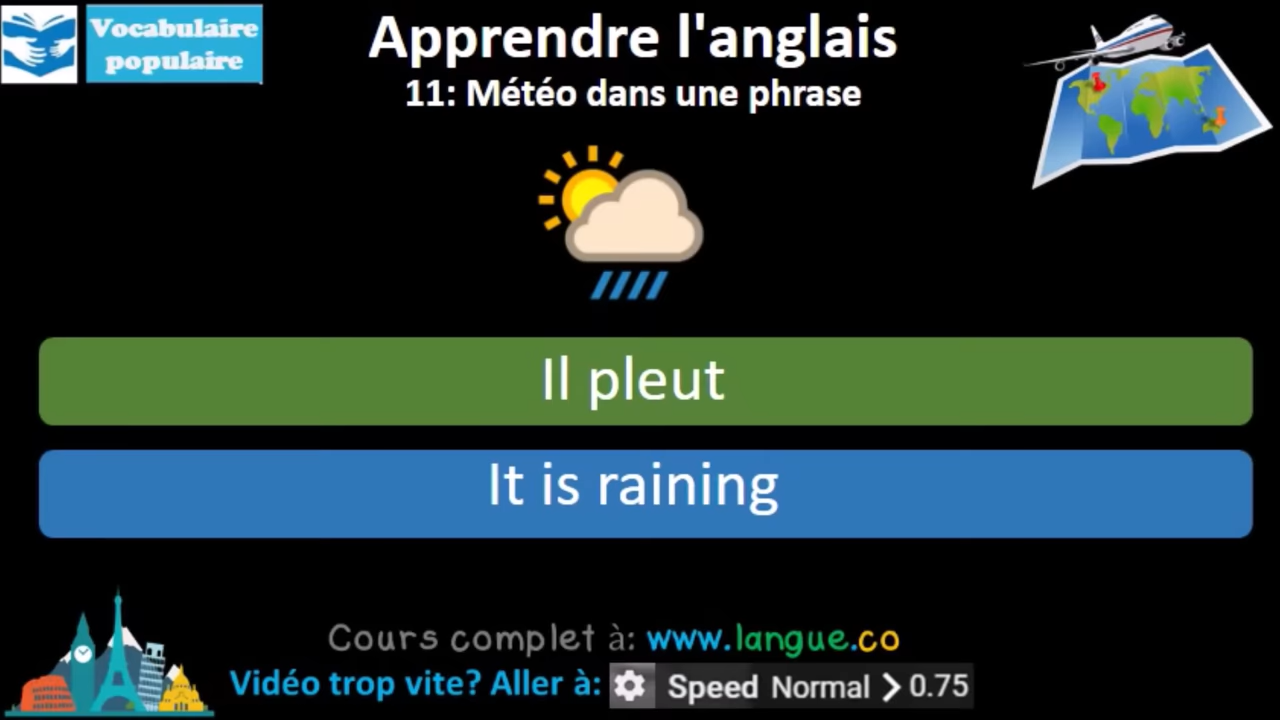 Vocabulaire
populaire
Apprendre l'anglais
11: Météo dans une phrase
Il pleut
It is raining
Cours complet à: www.langue.co
Vidéo trop vite? Aller à: Speed Normal > 0.75